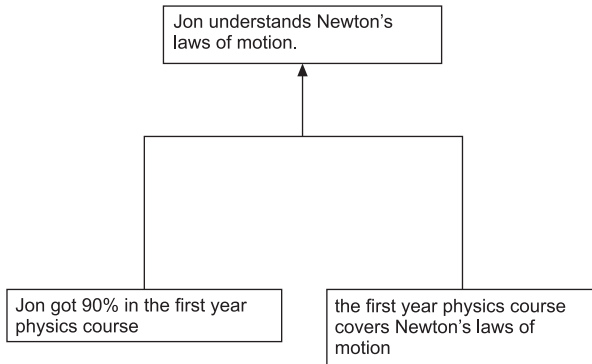 Jon understands Newton's
laws of motion.
Jon got 90% in the first year
physics course
the first year physics course
covers Newton's laws of
motion